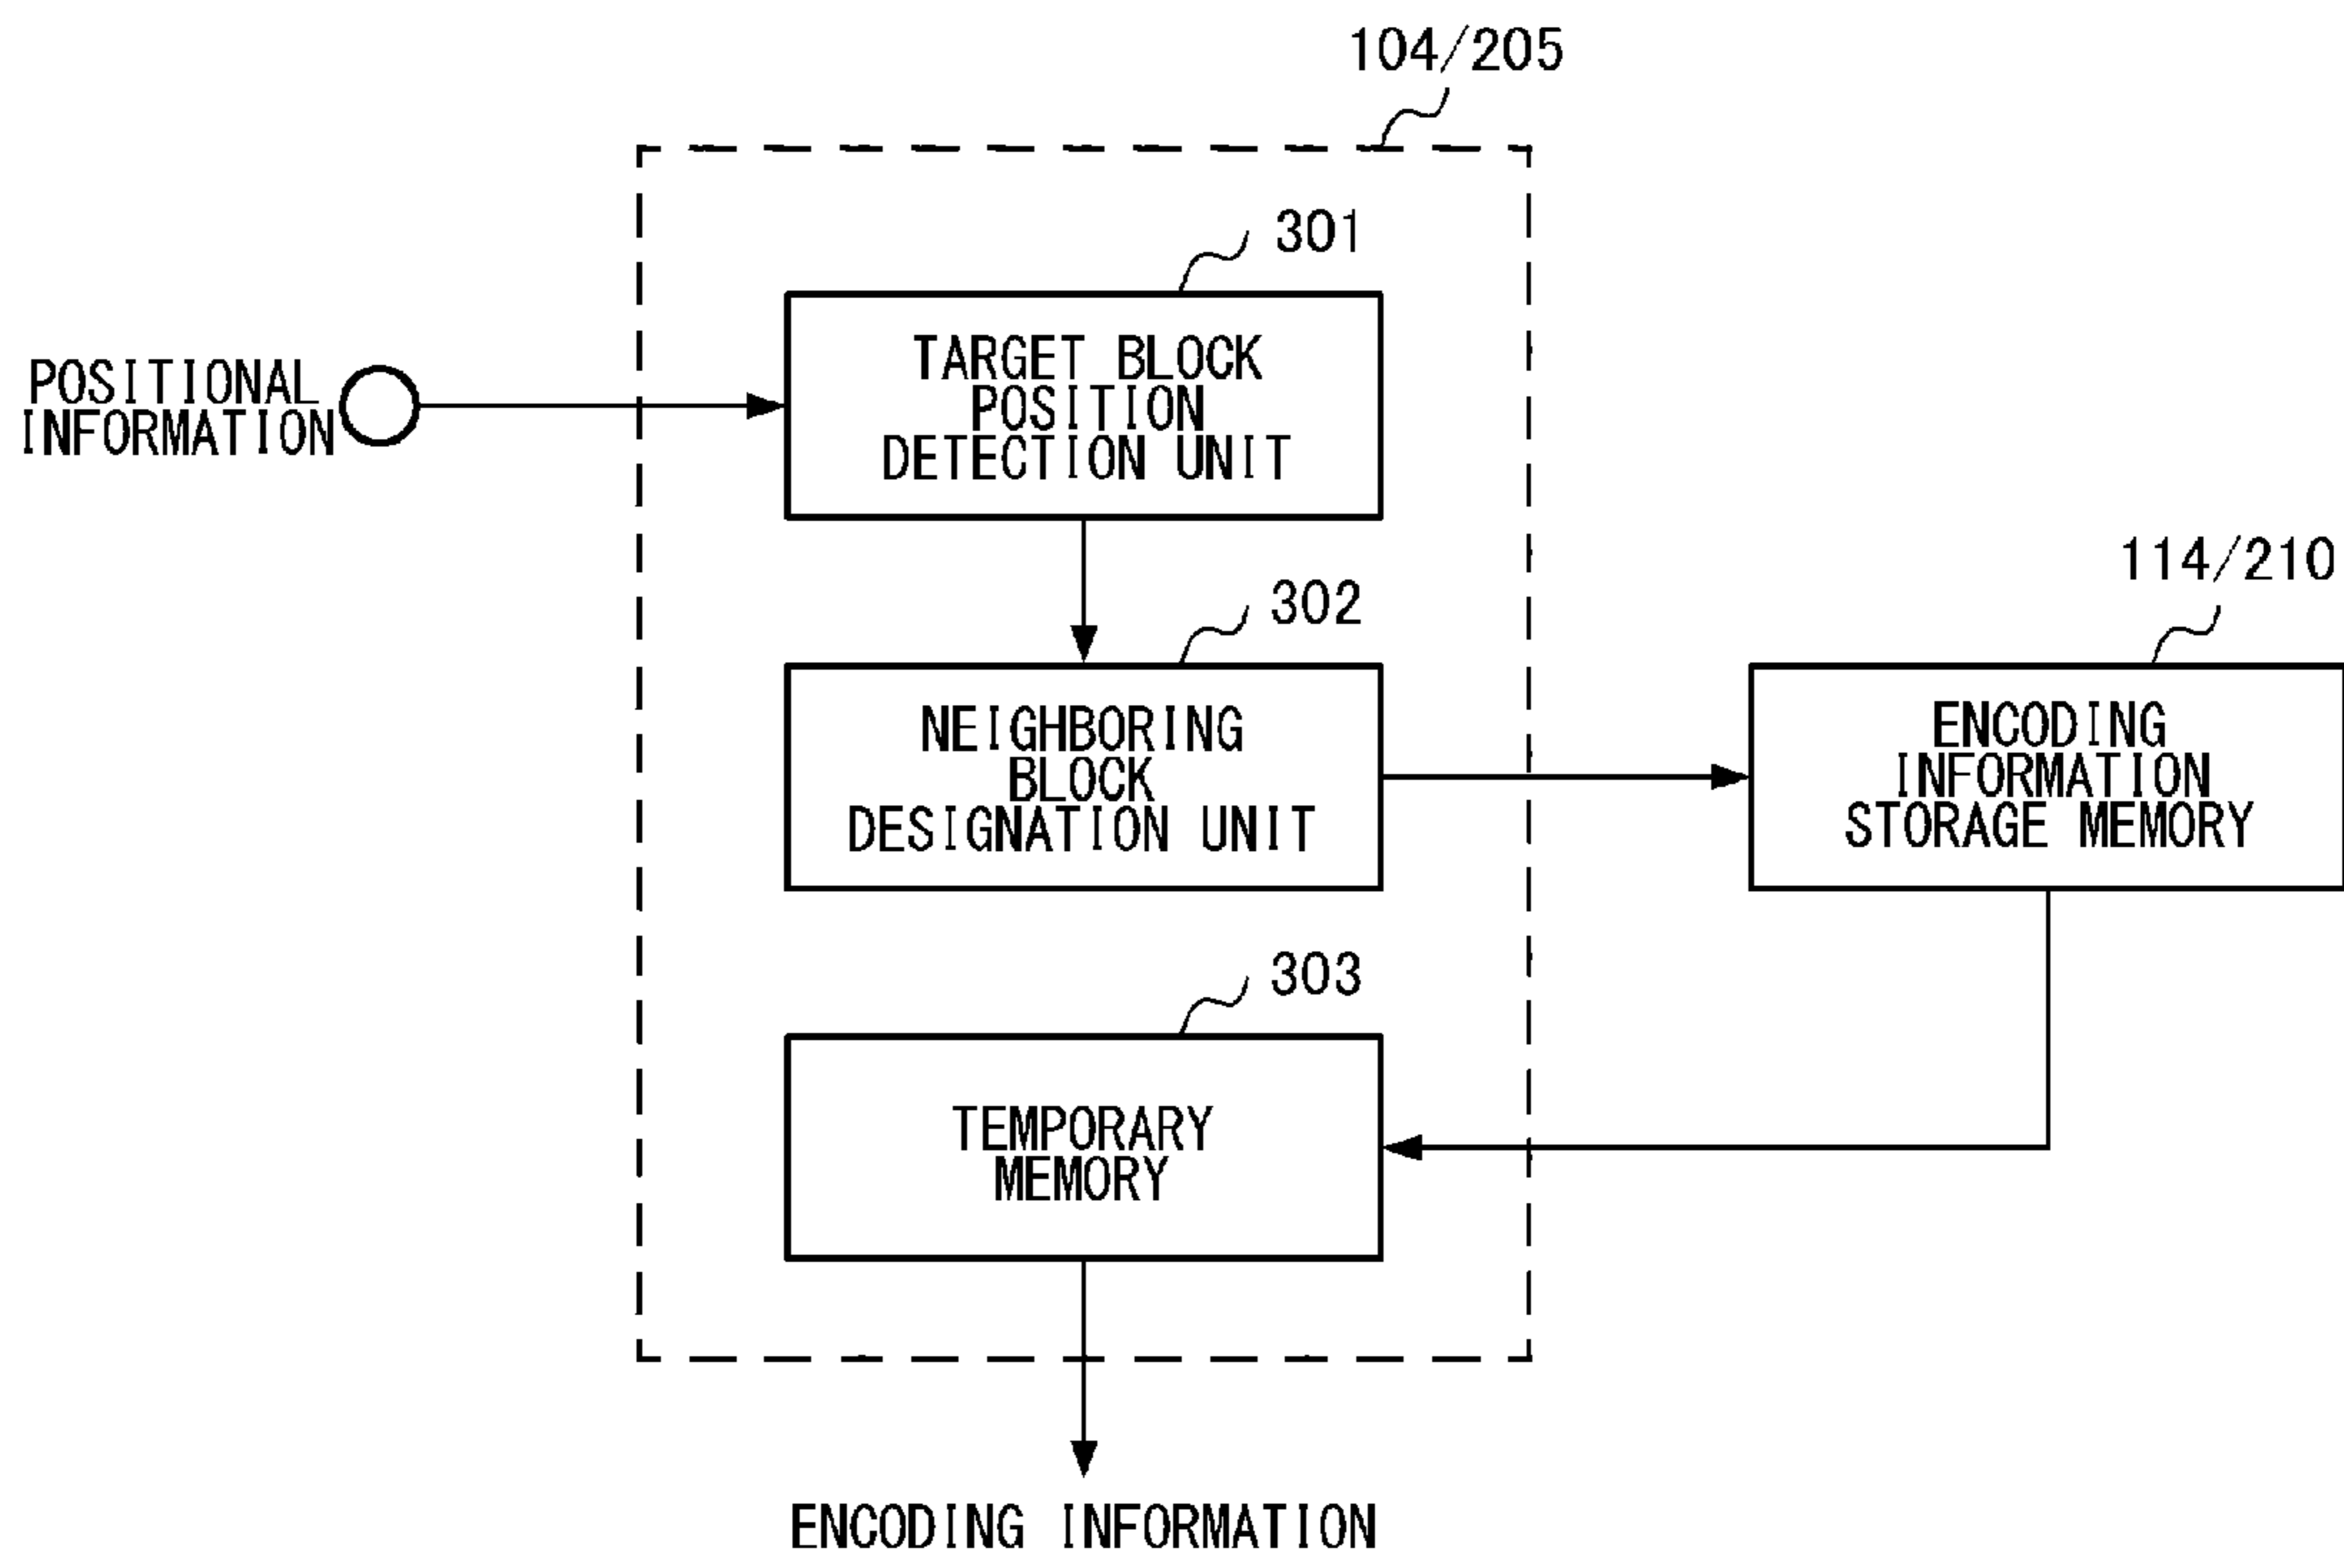 104/205
301
TARGET BLOCK
POSITION
DETECTION UNIT
POSITIONAL
INFORMATION
114/210
302
NEIGHBORING
BLOCK
DESIGNATION UNIT
ENCODING
INFORMATION
STORAGE MEMORY
303
TEMPORARY
MEMORY
ENCODING INFORMATION